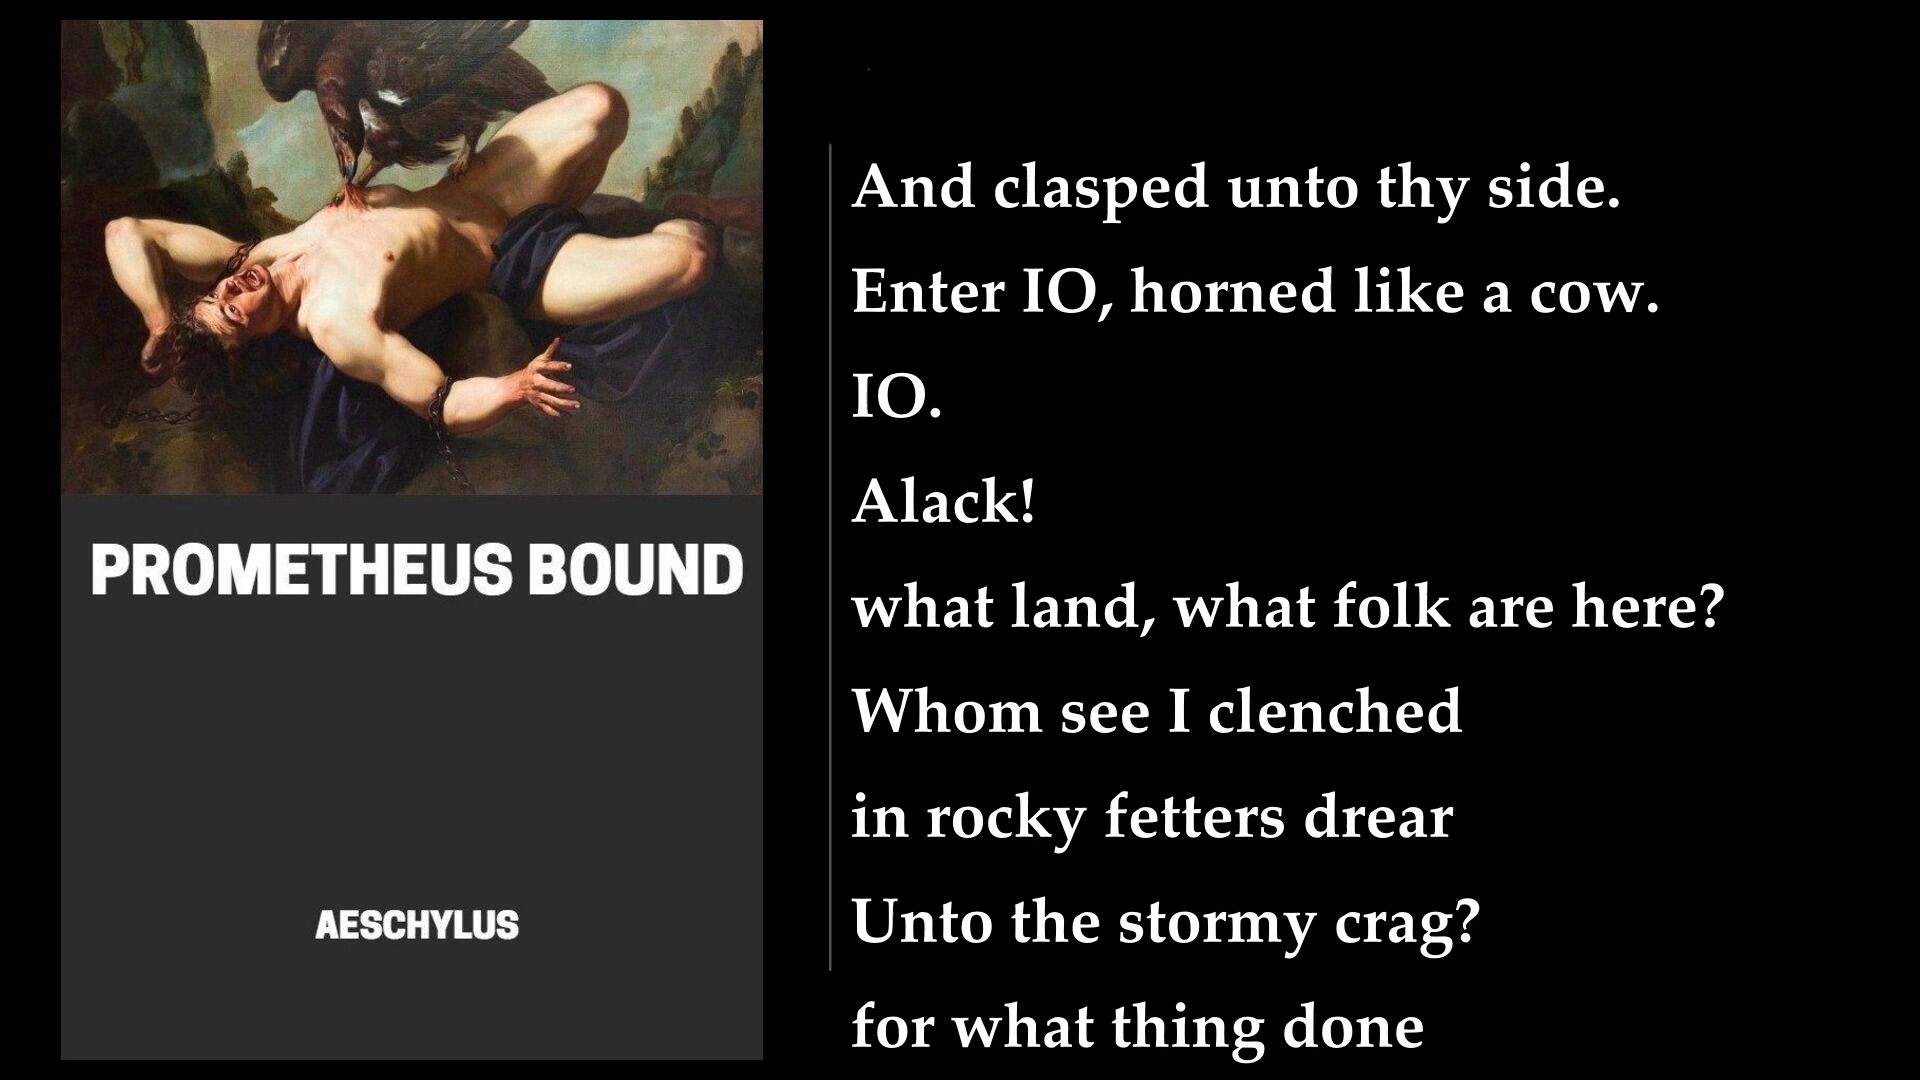 PROMETHEUS BOUND
AESCHYLUS
And clasped unto thy side.
Enter IO, horned like a cow.
IO.
Alack!
what land, what folk are here?
Whom see I clenched
in rocky fetters drear
Unto the stormy crag?
for what thing done